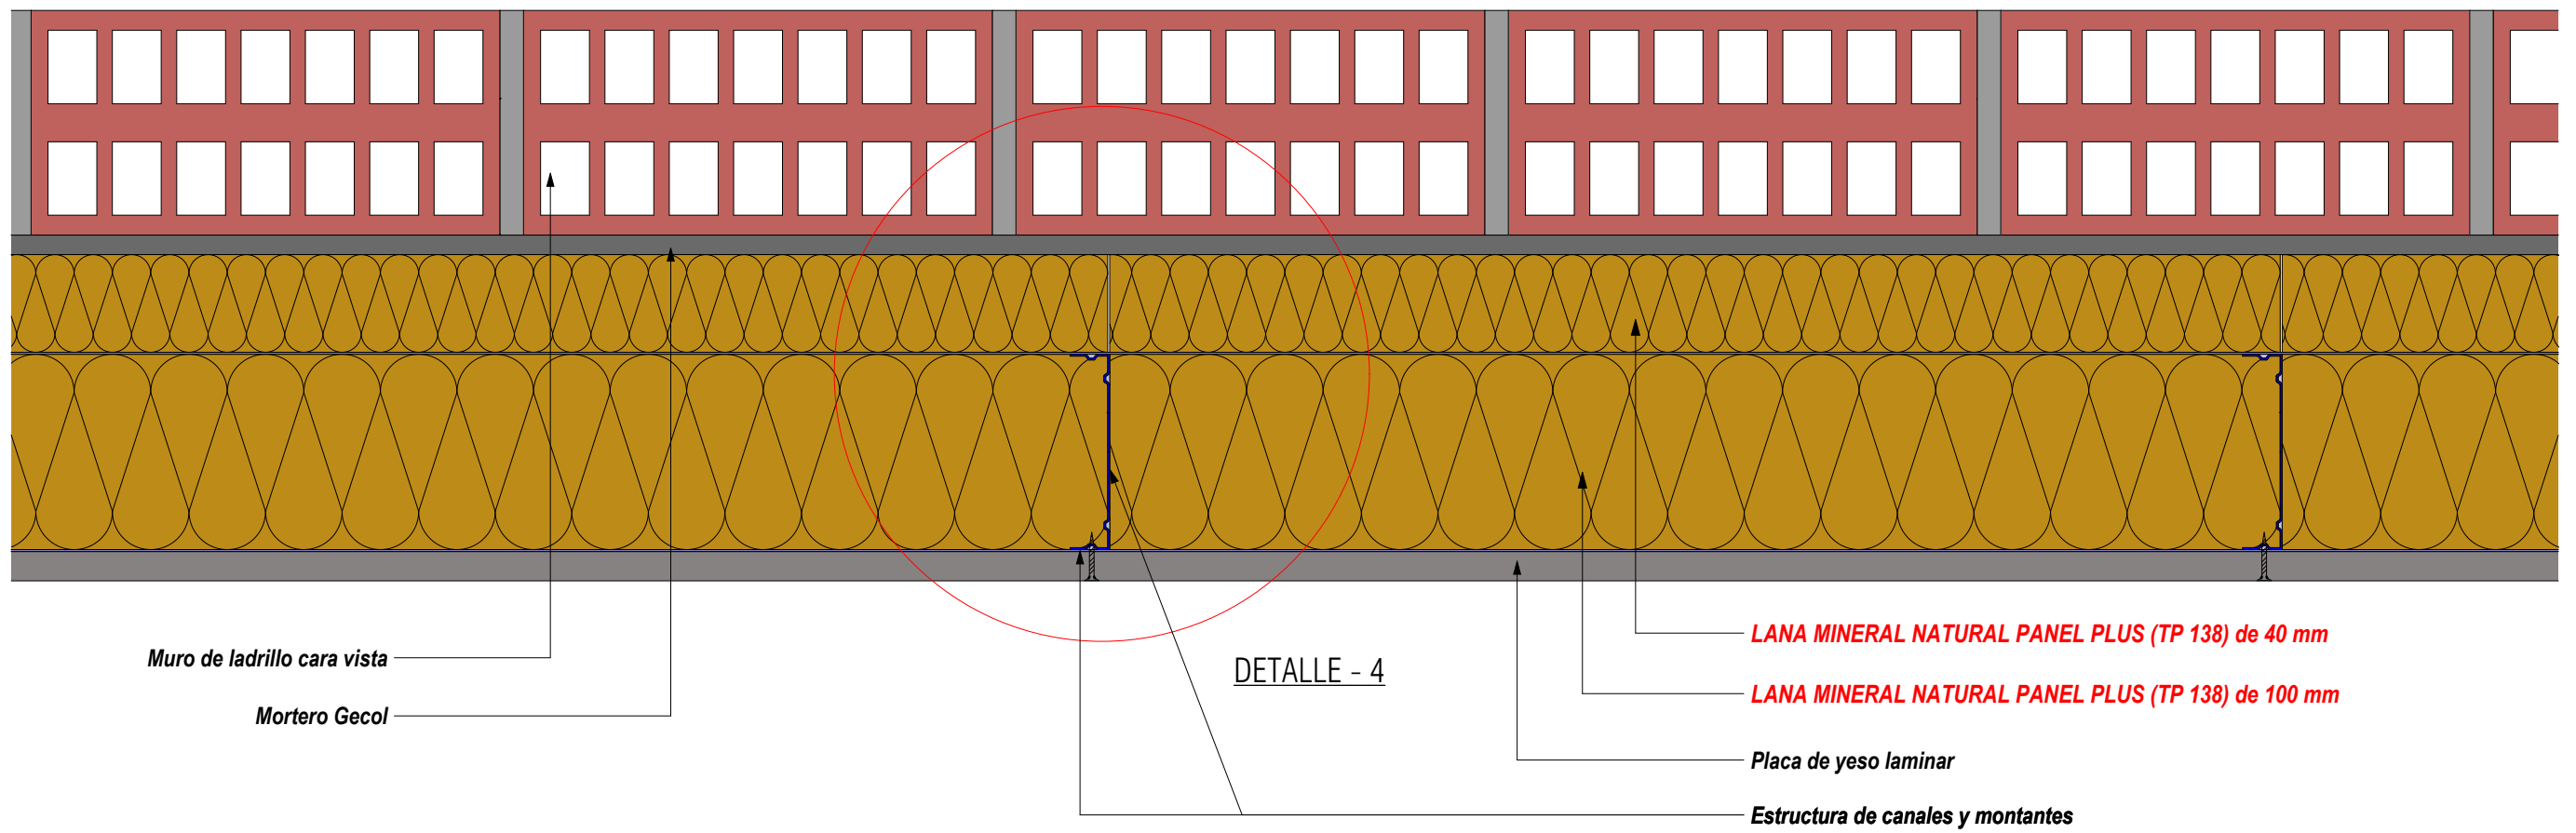 Muro de ladrillo cara vista
Mortero Gecol
DETALLE - 4
LANA MINERAL NATURAL PANEL PLUS (TP 138) de 40 mm
LANA MINERAL NATURAL PANEL PLUS (TP 138) de 100 mm
Placa de yeso laminar
Estructura de canales y montantes